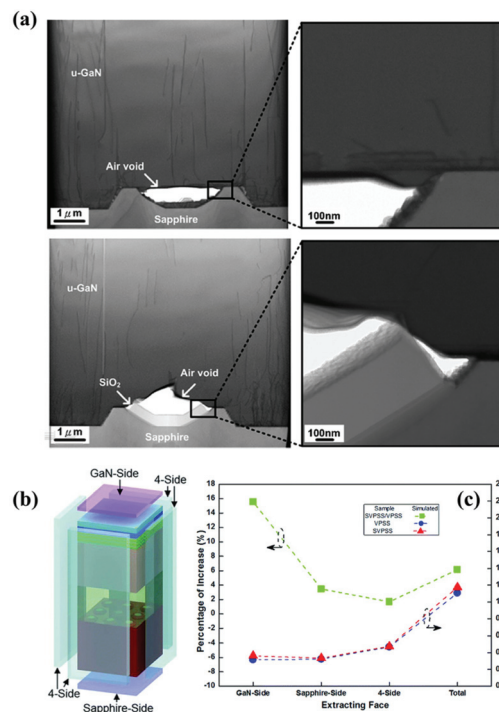 (a)
u-GaN
Air void
Sapphire
1 μm
100nm
u-GaN
SiO₂
Air void
Sapphire
1 μm
100nm
(b)
GaN-Side
4-Side
4-Side
Sapphire-Side
(c)
Percentage of Increase (%)
18
16
14
12
10
8
6
4
2
0
-2
-4
-6
-8
Sample Simulated
SVPSS/VPSS
VPSS
SVPSS
GaN-Side Sapphire-Side 4-Side Total
Extracting Face